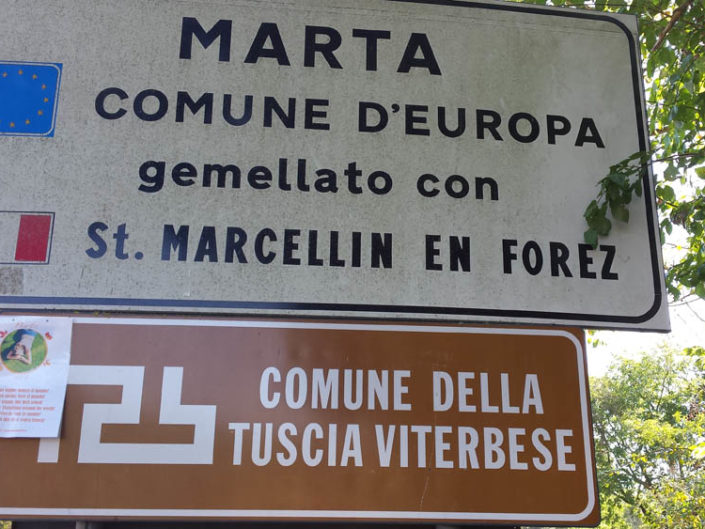 MARTA
COMUNE D'EUROPA
gemellato con
St. MARCELLIN EN FOREZ
COMUNE DELLA
TUSCIA VITERBESE